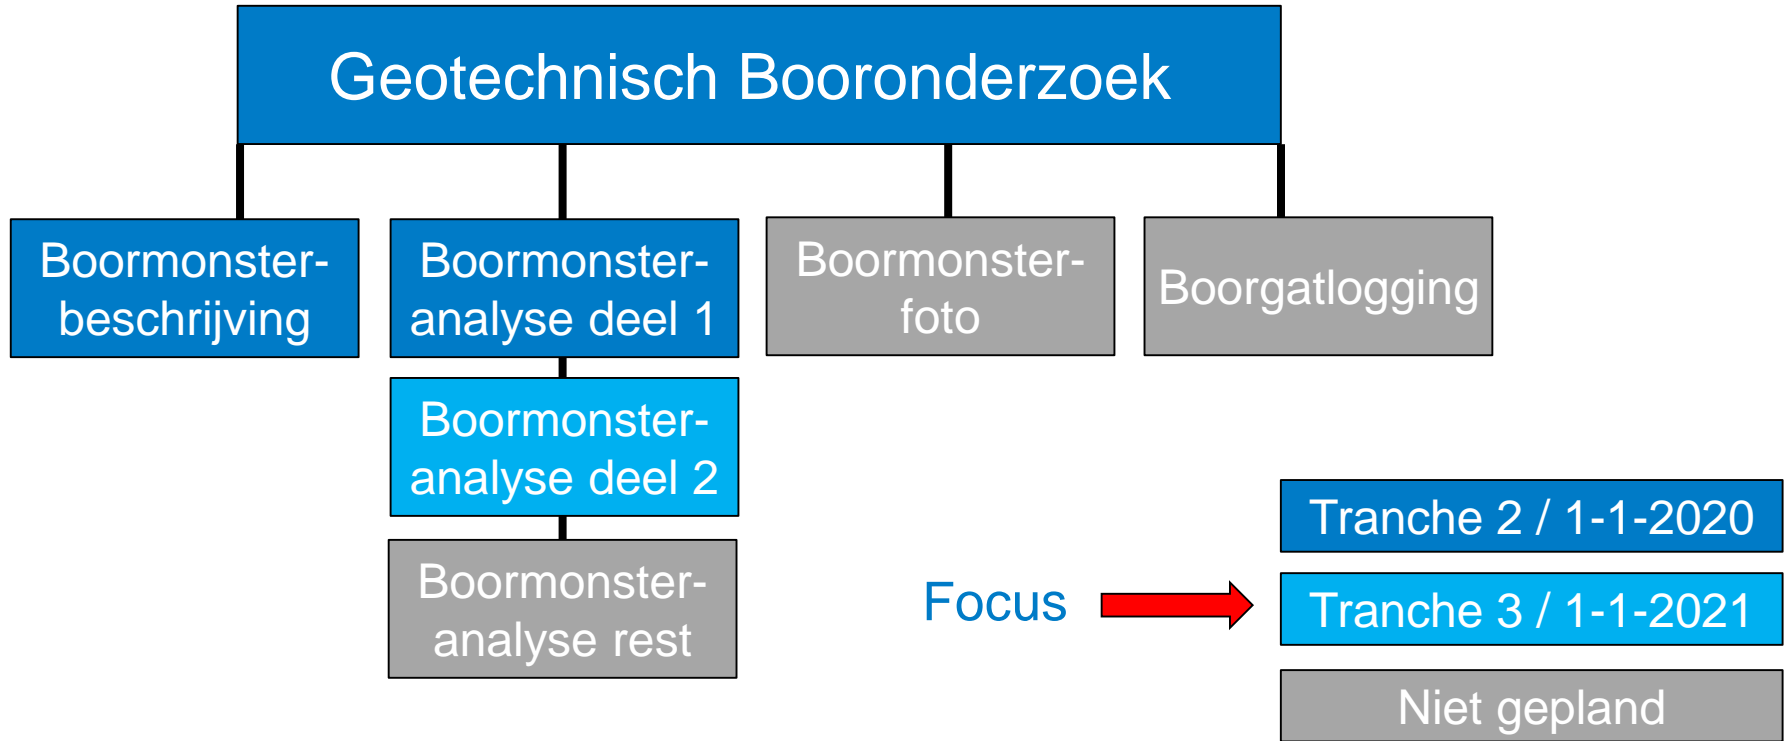 Geotechnisch Booronderzoek
Boormonster-
beschrijving
Boormonster-
analyse deel 1
Boormonster-
foto
Boorgatlogging
Boormonster-
analyse deel 2
Boormonster-
analyse rest
Focus
Tranche 2 / 1-1-2020
Tranche 3 / 1-1-2021
Niet gepland